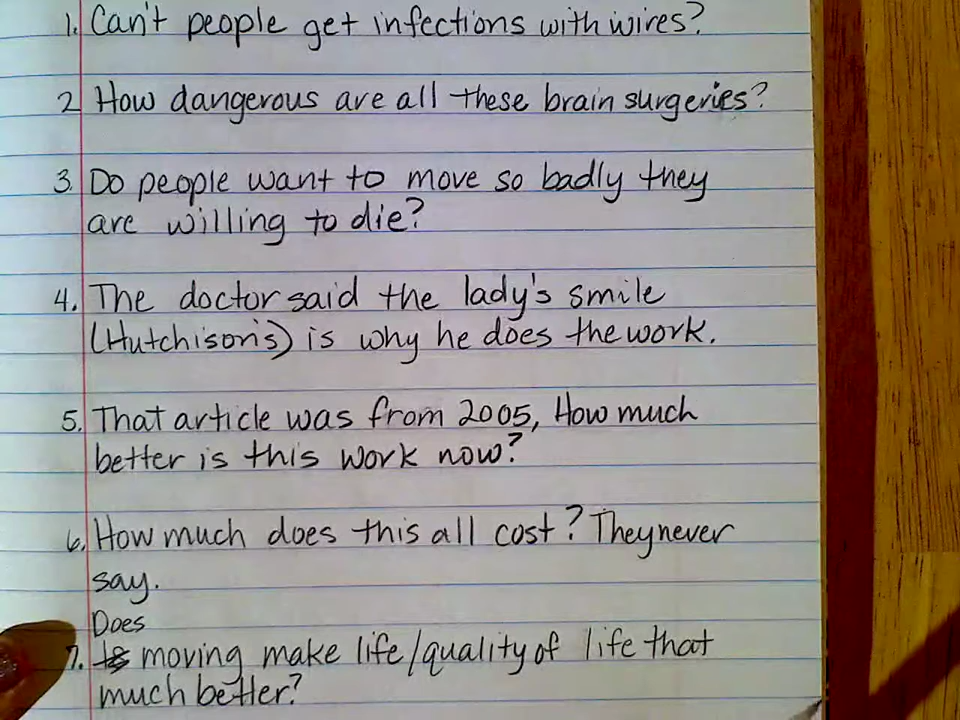 1. Can't people get infections with wires?
2 How dangerous are all these brain surgeries?
3. Do people want to move so badly they
are willing to die?
4. The doctor said the lady's smile
(Hutchison's) is why he does the work.
5. That article was from 2005, How much
better is this work now?
6. How much does this all cost? They never
say.
Does
7. moving make life/quality of life that
much better?